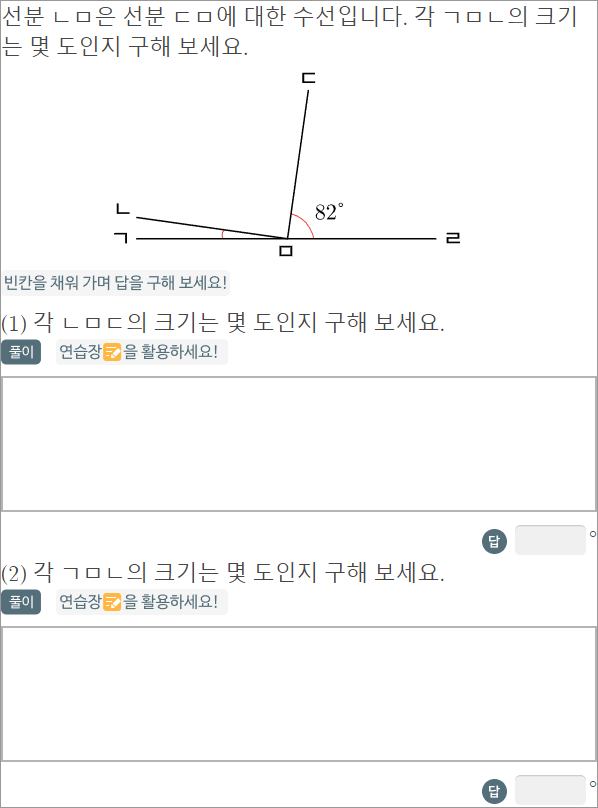 선분 ㄴㅁ은 선분 ㄷㅁ에 대한 수선입니다. 각 ㄱㅁㄴ의 크기
는 몇 도인지 구해 보세요.
ㄷ
ㄴ
82°
ㄱ
ㅁ
ㄹ
빈칸을 채워 가며 답을 구해 보세요!
(1) 각 ㄴㅁㄷ의 크기는 몇 도인지 구해 보세요.
풀이 연습장을 활용하세요!
답 °
(2) 각 ㄱㅁㄴ의 크기는 몇 도인지 구해 보세요.
풀이 연습장을 활용하세요!
답 °